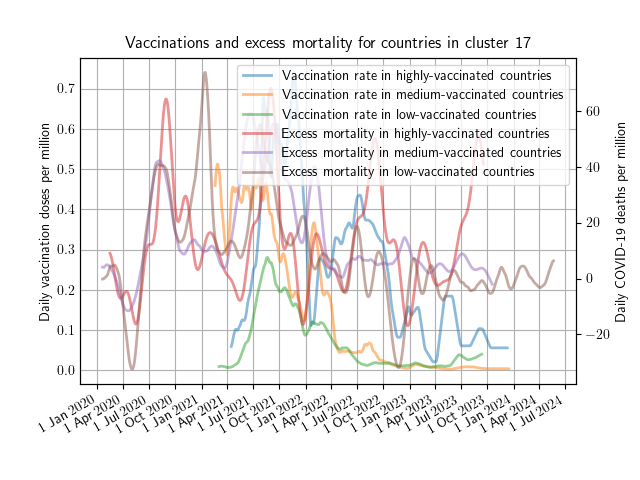 Vaccinations and excess mortality for countries in cluster 17
Vaccination rate in highly-vaccinated countries
Vaccination rate in medium-vaccinated countries
Vaccination rate in low-vaccinated countries
Excess mortality in highly-vaccinated countries
Excess mortality in medium-vaccinated countries
Excess mortality in low-vaccinated countries
Daily vaccination doses per million
0.7
0.6
0.5
0.4
0.3
0.2
0.1
0.0
Daily COVID-19 deaths per million
60
40
20
0
−20
1 Jan 2020
1 Apr 2020
1 Jul 2020
1 Oct 2020
1 Jan 2021
1 Apr 2021
1 Jul 2021
1 Oct 2021
1 Jan 2022
1 Apr 2022
1 Jul 2022
1 Oct 2022
1 Jan 2023
1 Apr 2023
1 Jul 2023
1 Oct 2023
1 Jan 2024
1 Apr 2024
1 Jul 2024